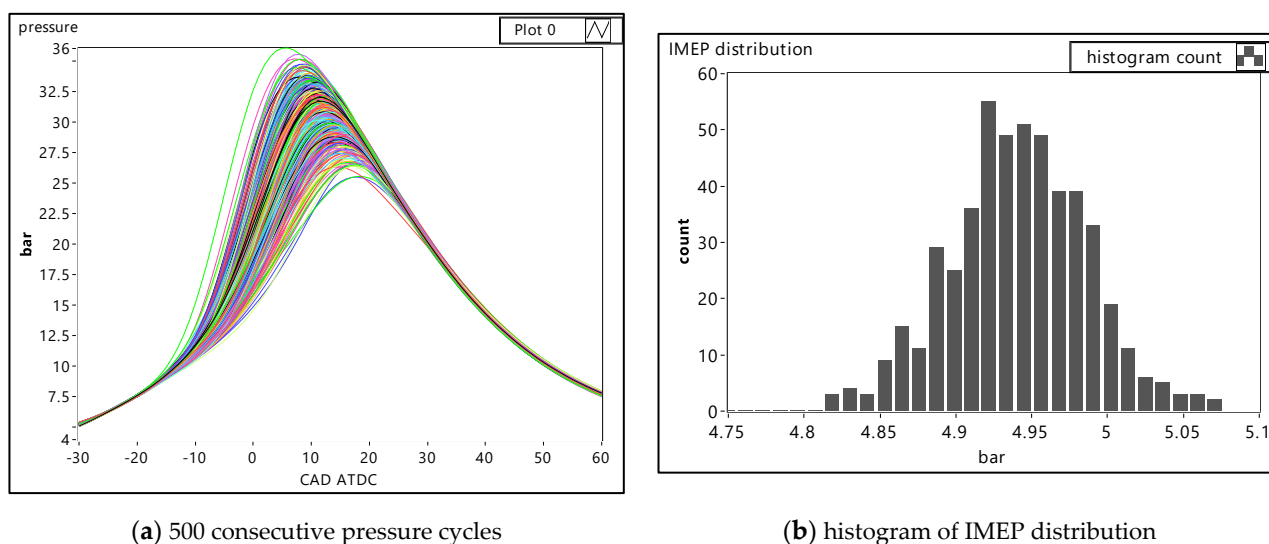 pressure
Plot 0
36
32.5
30
27.5
25
22.5
20
17.5
15
12.5
10
7.5
4
bar
-30 -20 -10 0 10 20 30 40 50 60
CAD ATDC
(a) 500 consecutive pressure cycles
IMEP distribution
histogram count
60
50
40
30
20
10
0
count
4.75 4.8 4.85 4.9 4.95 5 5.05 5.1
bar
(b) histogram of IMEP distribution